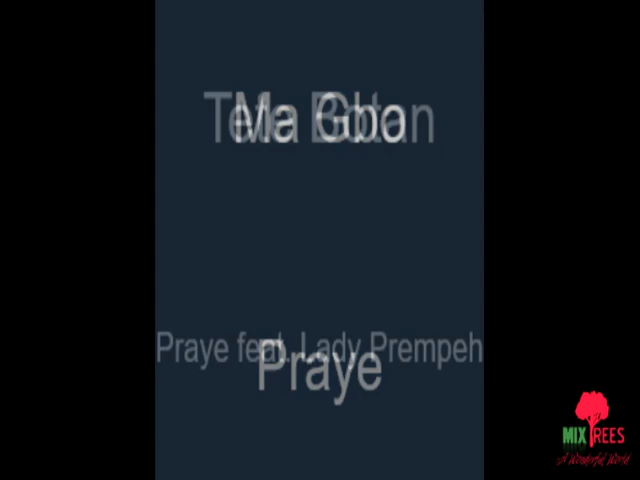 Ma Gbo
Praye feat. Lady Prempeh
Praye
MIX TREES
A Wonderful World